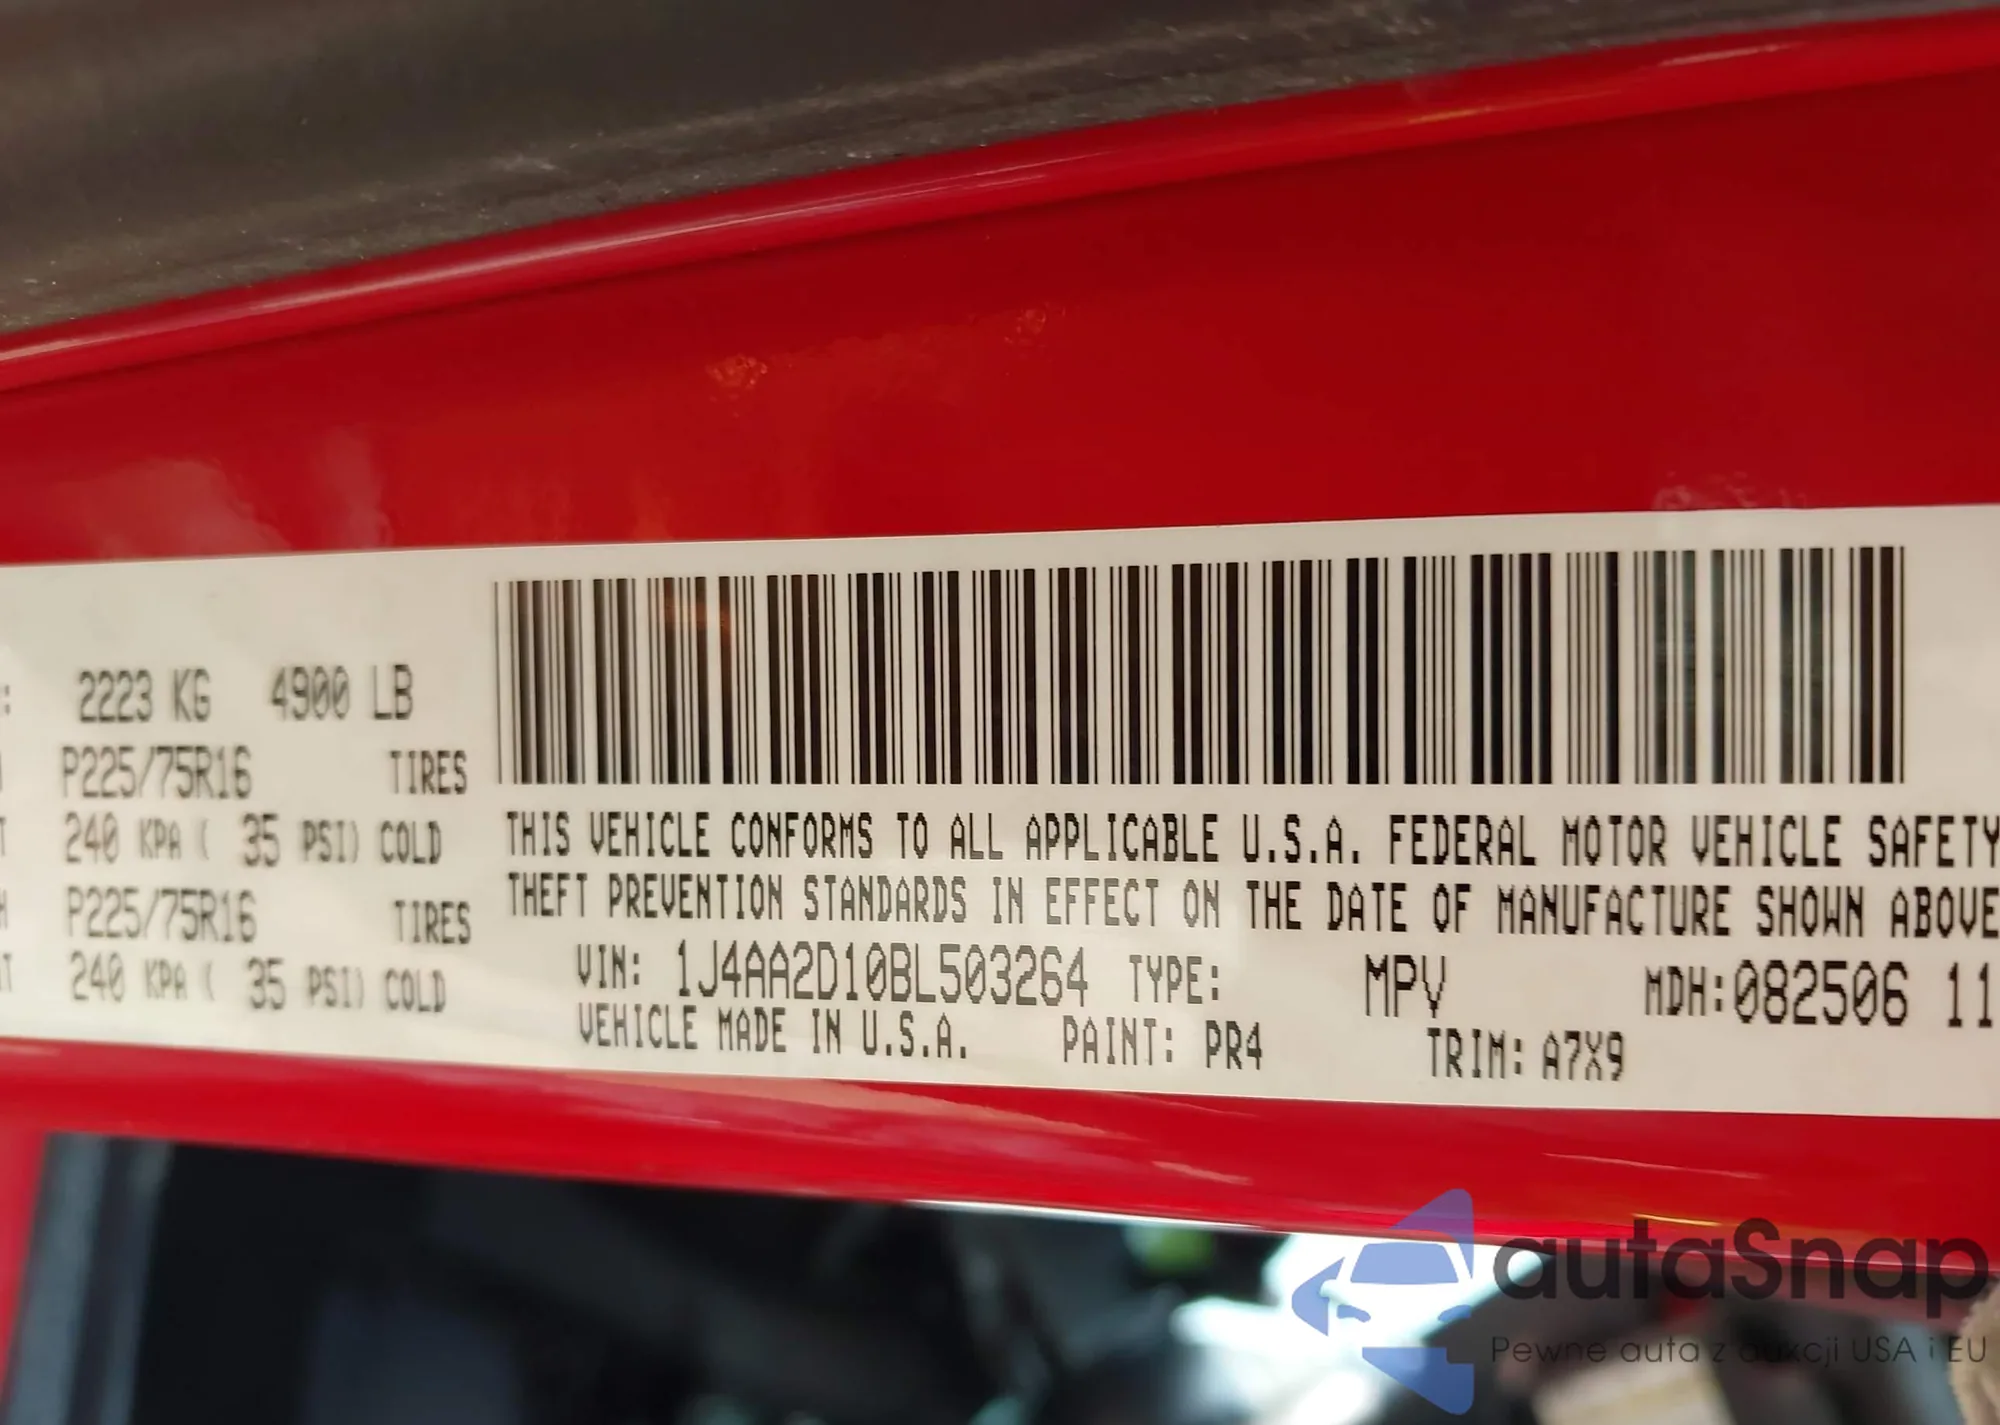 : 2223 KG 4900 LB
P225/75R16 TIRES
T 240 KPA ( 35 PSI) COLD
H P225/75R16 TIRES
T 240 KPA ( 35 PSI) COLD
THIS VEHICLE CONFORMS TO ALL APPLICABLE U.S.A. FEDERAL MOTOR VEHICLE SAFETY
THEFT PREVENTION STANDARDS IN EFFECT ON THE DATE OF MANUFACTURE SHOWN ABOVE
VIN: 1J4AA2D10BL503264 TYPE: MPV MDH:082506 11
VEHICLE MADE IN U.S.A. PAINT: PR4 TRIM: A7X9
autaSnap
Pewne auta z aukcji USA i EU